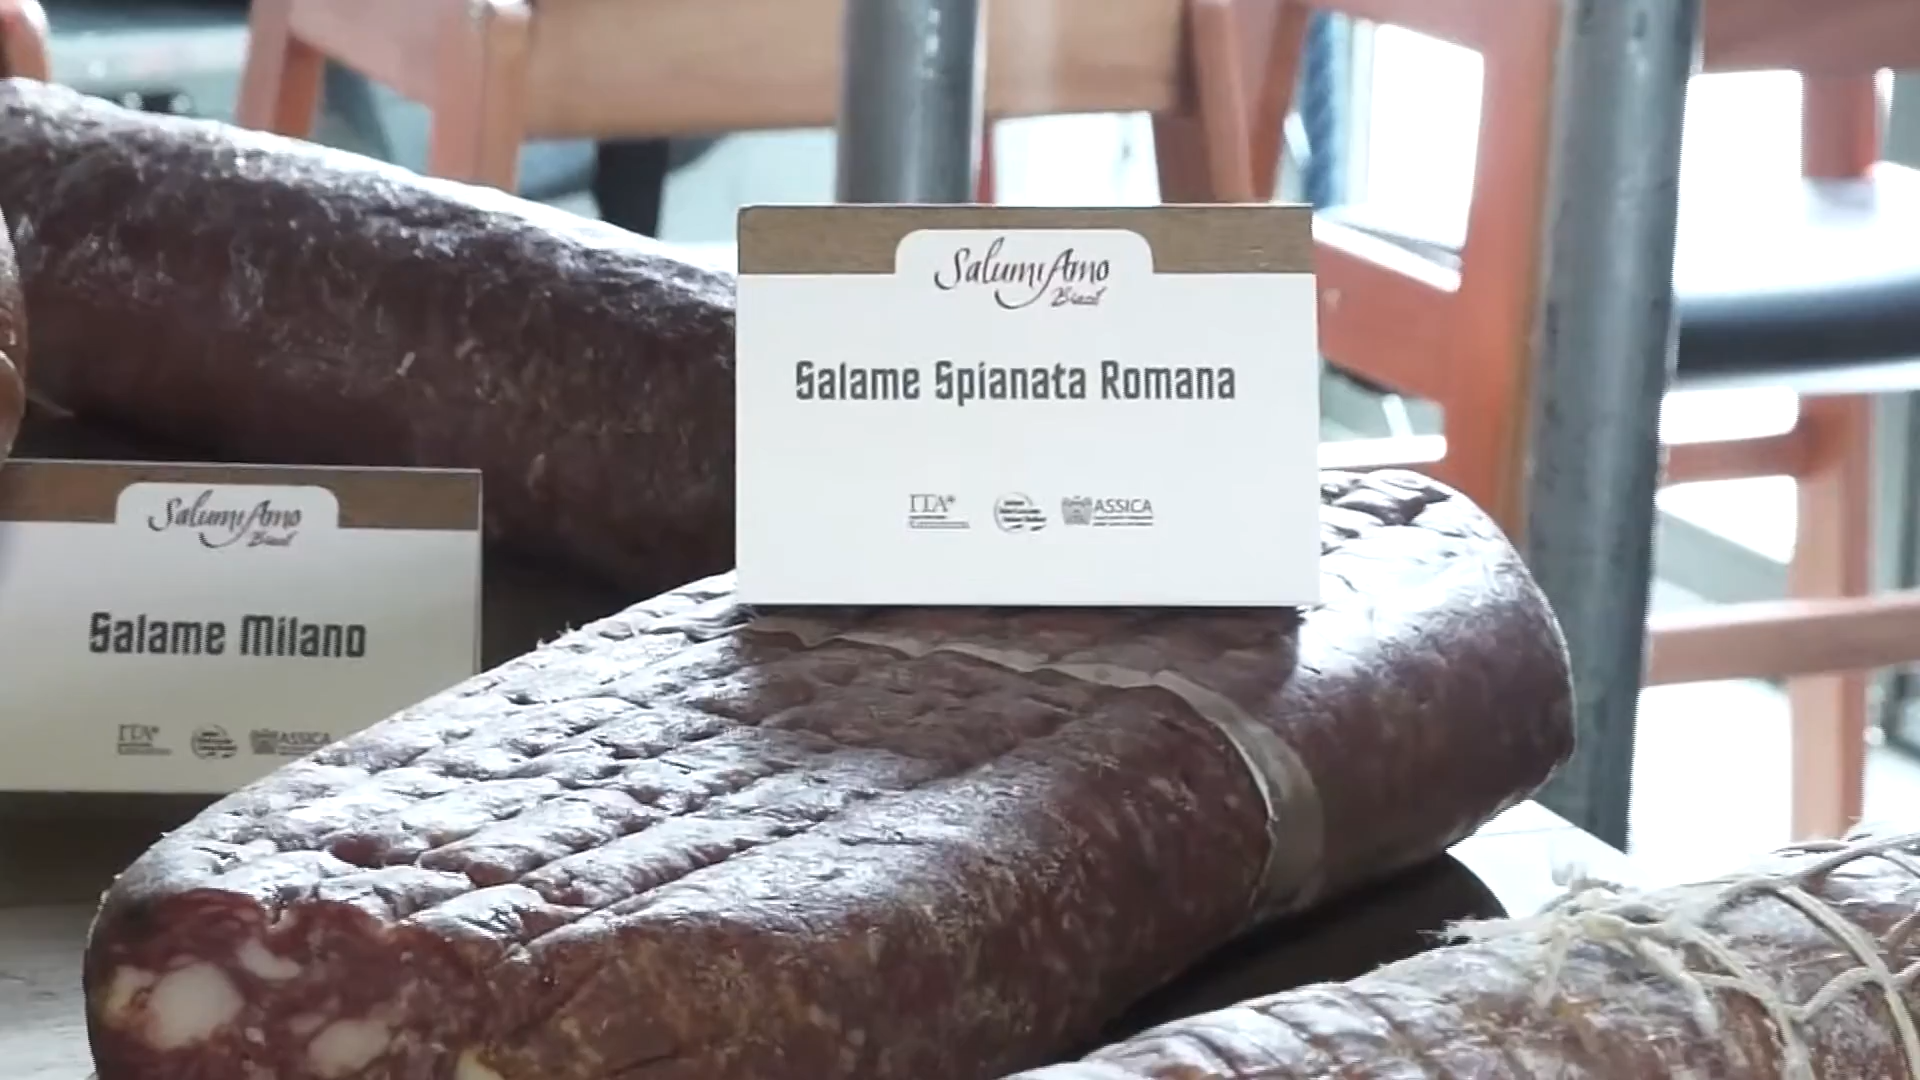 SalumiAmo
Brasil
Salame Spianata Romana
ITA
ASSICA
SalumiAmo
Brasil
Salame Milano
ITA
ASSICA